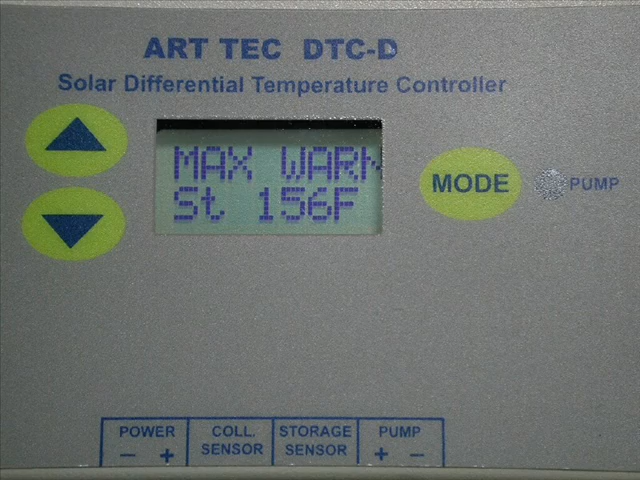 ART TEC DTC-D
Solar Differential Temperature Controller
MAX WARN
St 156F
MODE
PUMP
POWER
- +
COLL.
SENSOR
STORAGE
SENSOR
PUMP
+ -